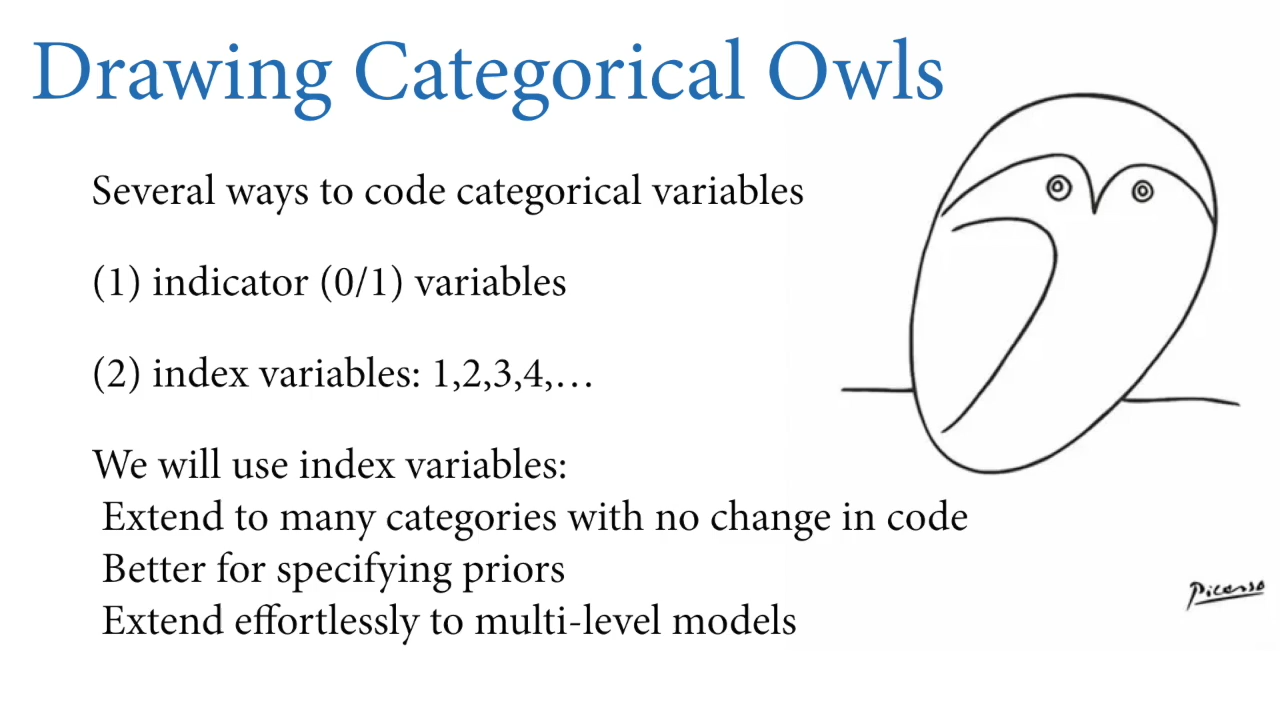 Drawing Categorical Owls
Several ways to code categorical variables
(1) indicator (0/1) variables
(2) index variables: 1,2,3,4,…
We will use index variables:
Extend to many categories with no change in code
Better for specifying priors
Extend effortlessly to multi-level models
Picasso